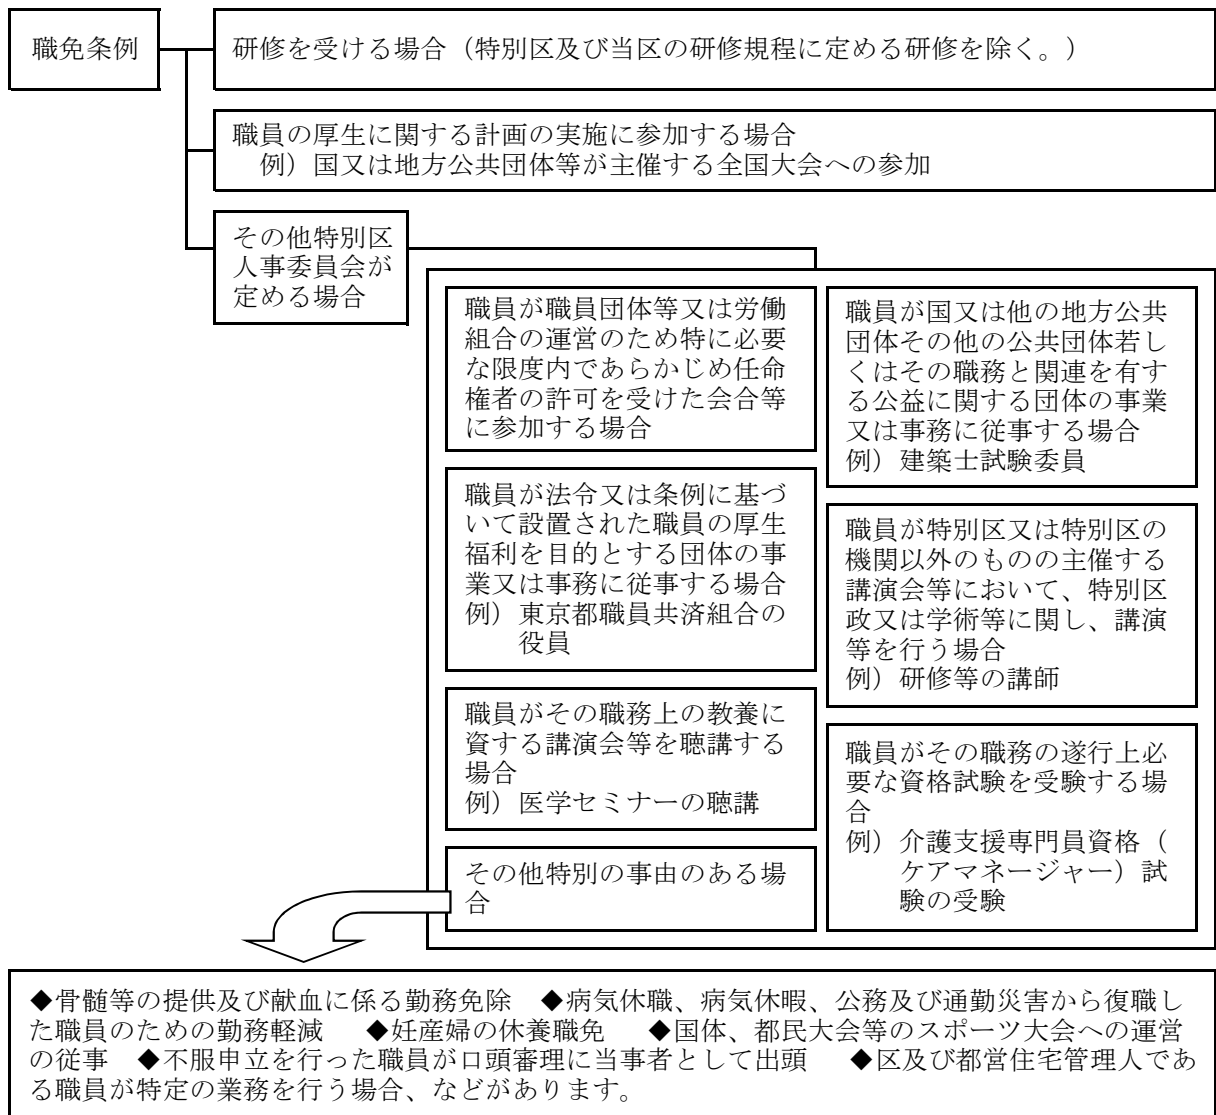 職免条例
研修を受ける場合（特別区及び当区の研修規程に定める研修を除く。）
職員の厚生に関する計画の実施に参加する場合
例）国又は地方公共団体等が主催する全国大会への参加
その他特別区
人事委員会が
定める場合
職員が職員団体等又は労働
組合の運営のため特に必要
な限度内であらかじめ任命
権者の許可を受けた会合等
に参加する場合
職員が国又は他の地方公共
団体その他の公共団体若し
くはその職務と関連を有す
る公益に関する団体の事業
又は事務に従事する場合
例）建築士試験委員
職員が法令又は条例に基づ
いて設置された職員の厚生
福利を目的とする団体の事
業又は事務に従事する場合
例）東京都職員共済組合の
役員
職員が特別区又は特別区の
機関以外のものの主催する
講演会等において、特別区
政又は学術等に関し、講演
等を行う場合
例）研修等の講師
職員がその職務上の教養に
資する講演会等を聴講する
場合
例）医学セミナーの聴講
職員がその職務の遂行上必
要な資格試験を受験する場
合
例）介護支援専門員資格（
ケアマネージャー）試
験の受験
その他特別の事由のある場
合
◆骨髄等の提供及び献血に係る勤務免除　◆病気休職、病気休暇、公務及び通勤災害から復職し
た職員のための勤務軽減　◆妊産婦の休養職免　◆国体、都民大会等のスポーツ大会への運営
の従事　◆不服申立を行った職員が口頭審理に当事者として出頭　◆区及び都営住宅管理人であ
る職員が特定の業務を行う場合、などがあります。